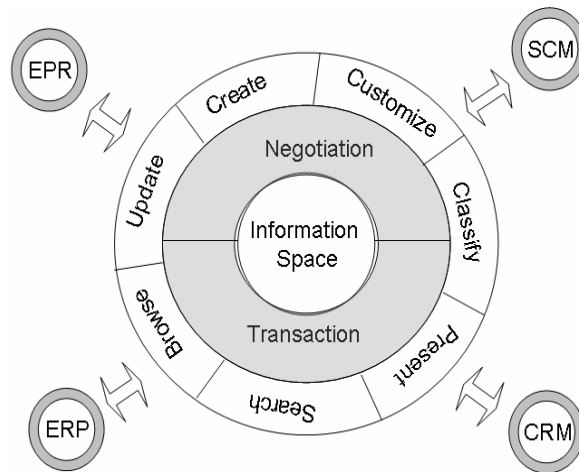 EPR
SCM
Create
Customize
Update
Negotiation
Classify
Information
Space
Browse
Transaction
Present
Search
ERP
CRM